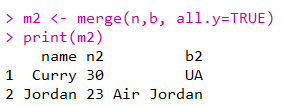 > m2 <- merge(n,b, all.y=TRUE)
> print(m2)
name n2 b2
1 Curry 30 UA
2 Jordan 23 Air Jordan